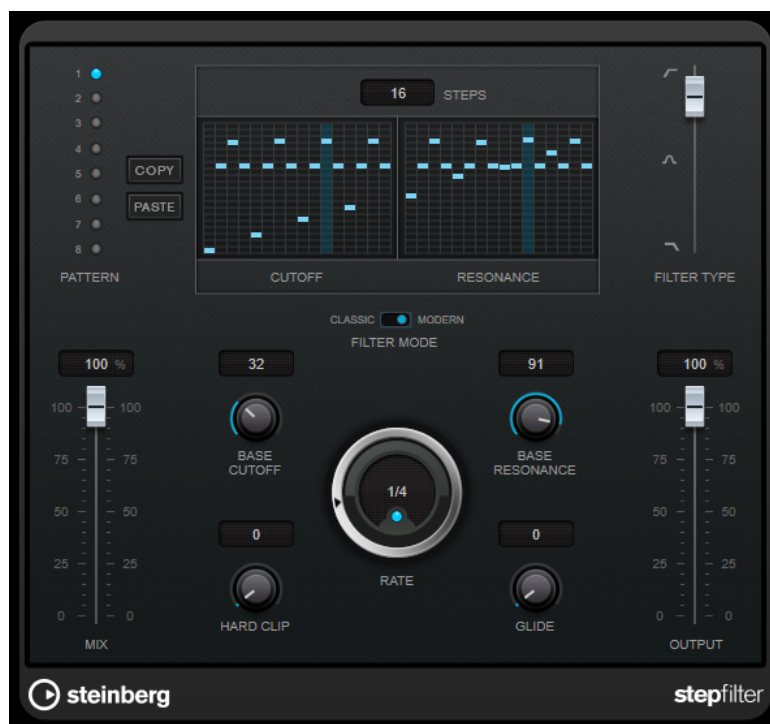 1
2
3
4
5
6
7
8
PATTERN
COPY
PASTE
16 STEPS
CUTOFF RESONANCE
FILTER TYPE
CLASSIC MODERN
FILTER MODE
100 %
32
91
100 %
100 100
75 75
50 50
25 25
0 0
MIX
BASE
CUTOFF
0
HARD CLIP
1/4
RATE
BASE
RESONANCE
0
GLIDE
100 100
75 75
50 50
25 25
0 0
OUTPUT
steinberg
stepfilter